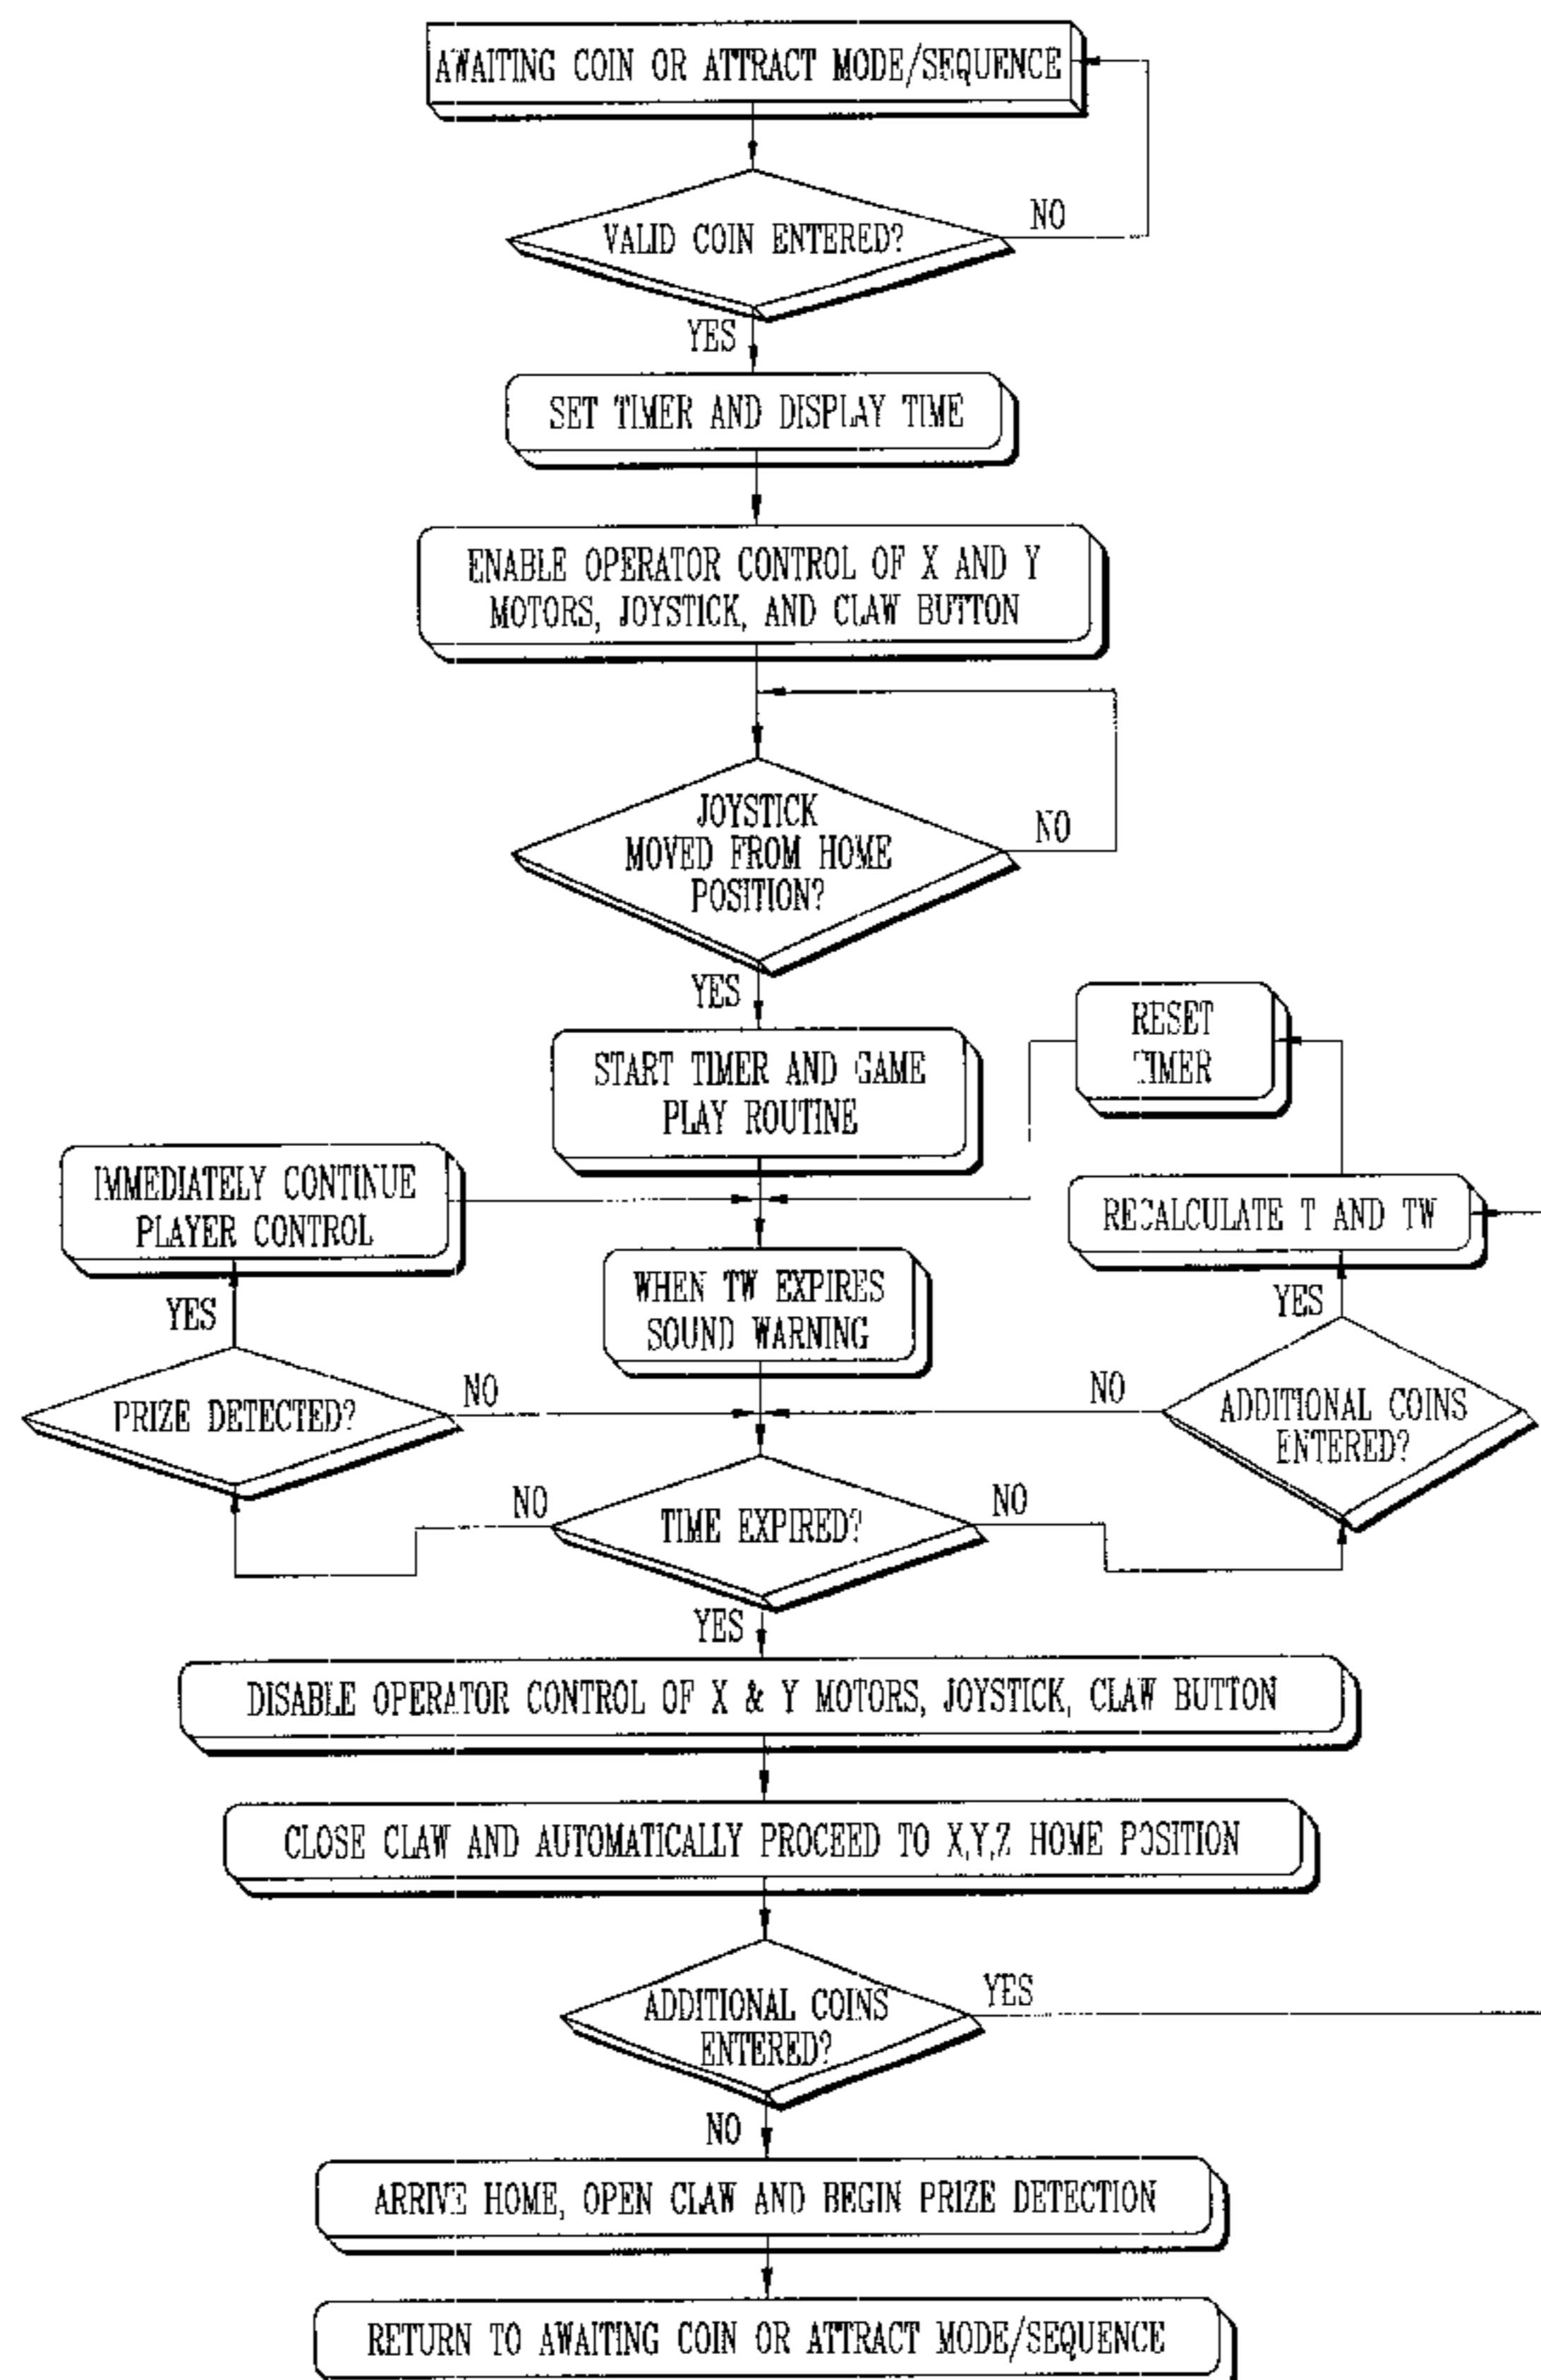 AWAITING COIN OR ATTRACT MODE/SEQUENCE
VALID COIN ENTERED?
NO
YES
SET TIMER AND DISPLAY TIME
ENABLE OPERATOR CONTROL OF X AND Y
MOTORS, JOYSTICK, AND CLAW BUTTON
JOYSTICK
MOVED FROM HOME
POSITION?
NO
YES
RESET
TIMER
START TIMER AND GAME
PLAY ROUTINE
IMMEDIATELY CONTINUE
PLAYER CONTROL
RECALCULATE T AND TW
WHEN TW EXPIRES
SOUND WARNING
YES
YES
PRIZE DETECTED?
NO
NO
ADDITIONAL COINS
ENTERED?
NO
TIME EXPIRED?
NO
YES
DISABLE OPERATOR CONTROL OF X & Y MOTORS, JOYSTICK, CLAW BUTTON
CLOSE CLAW AND AUTOMATICALLY PROCEED TO X,Y,Z HOME POSITION
ADDITIONAL COINS
ENTERED?
YES
NO
ARRIVE HOME, OPEN CLAW AND BEGIN PRIZE DETECTION
RETURN TO AWAITING COIN OR ATTRACT MODE/SEQUENCE